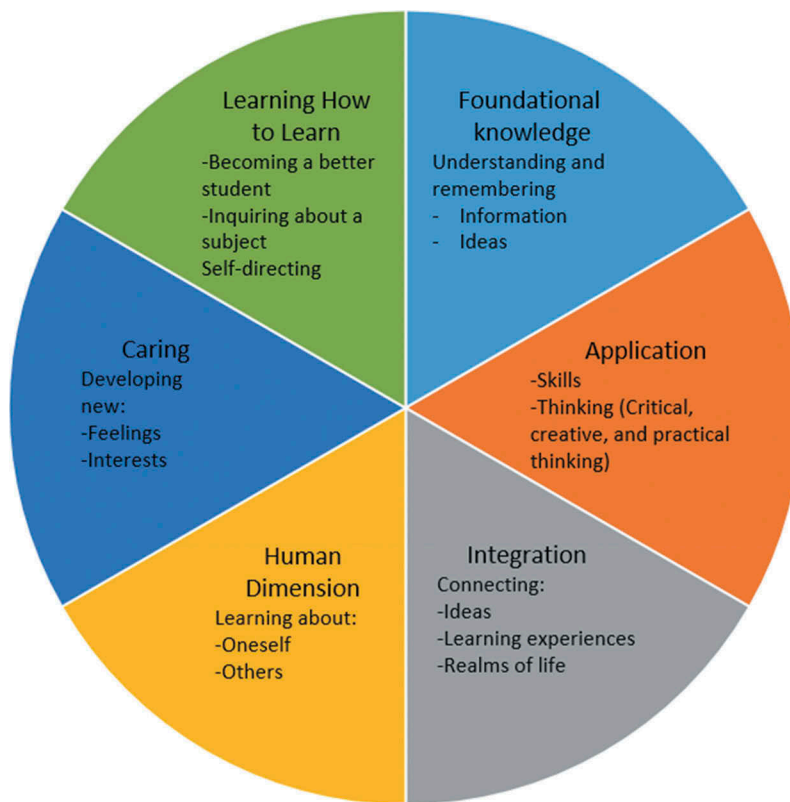 Learning How
to Learn
-Becoming a better
student
-Inquiring about a
subject
Self-directing
Foundational
knowledge
Understanding and
remembering
- Information
- Ideas
Caring
Developing
new:
-Feelings
-Interests
Application
-Skills
-Thinking (Critical,
creative, and practical
thinking)
Human
Dimension
Learning about:
-Oneself
-Others
Integration
Connecting:
-Ideas
-Learning experiences
-Realms of life